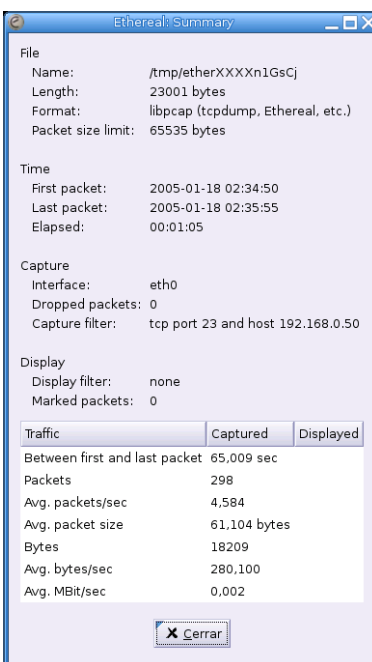 Ethereal: Summary
File
Name: /tmp/etherXXXXn1GsCj
Length: 23001 bytes
Format: libpcap (tcpdump, Ethereal, etc.)
Packet size limit: 65535 bytes
Time
First packet: 2005-01-18 02:34:50
Last packet: 2005-01-18 02:35:55
Elapsed: 00:01:05
Capture
Interface: eth0
Dropped packets: 0
Capture filter: tcp port 23 and host 192.168.0.50
Display
Display filter: none
Marked packets: 0
Traffic Captured Displayed
Between first and last packet 65,009 sec
Packets 298
Avg. packets/sec 4,584
Avg. packet size 61,104 bytes
Bytes 18209
Avg. bytes/sec 280,100
Avg. MBit/sec 0,002
Cerrar